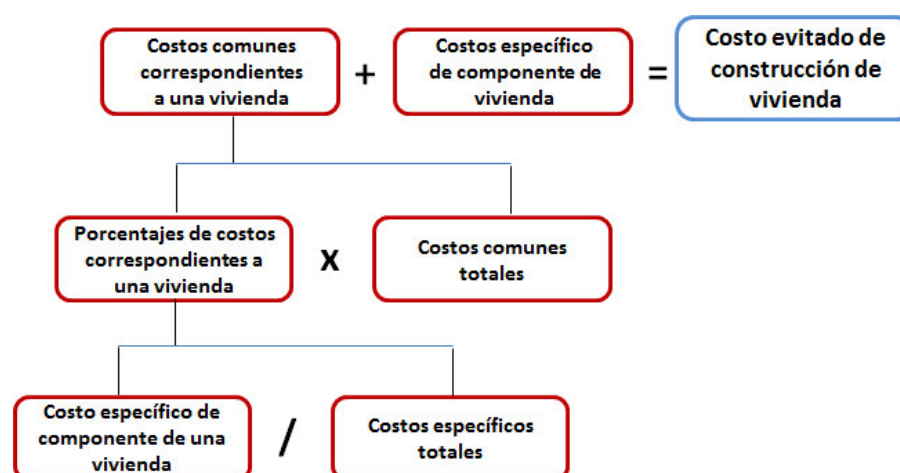 Costos comunes
correspondientes
a una vivienda
+
Costos específico
de componente de
vivienda
=
Costo evitado de
construcción de
vivienda
Porcentajes de costos
correspondientes a
una vivienda
X
Costos comunes
totales
Costo específico de
componente de una
vivienda
/
Costos específicos
totales